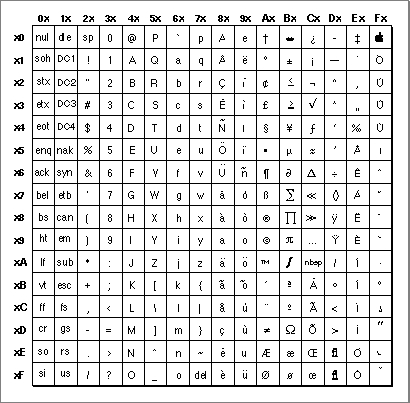 0x 1x 2x 3x 4x 5x 6x 7x 8x 9x Ax Bx Cx Dx Ex Fx
x0 nul dle sp 0 @ P ` p Ä ê † ∞ ¿ – ‡
x1 soh DC1 ! 1 A Q a q Å ë ° ± ¡ — · Ò
x2 stx DC2 " 2 B R b r Ç í ¢ ≤ ¬ “ ‚ Ú
x3 etx DC3 # 3 C S c s É ì £ ≥ √ ” „ Û
x4 eot DC4 $ 4 D T d t Ñ î § ¥ ƒ ‘ ‰ Ù
x5 enq nak % 5 E U e u Ö ï • µ ≈ ’ Â ı
x6 ack syn & 6 F V f v Ü ñ ¶ ∂ ∆ ÷ Ê ˆ
x7 bel etb ' 7 G W g w á ó ß ∑ « ◊ Á ˜
x8 bs can ( 8 H X h x à ò ® ∏ » ÿ Ë ¯
x9 ht em ) 9 I Y i y â ô © π … Ÿ È ˘
xA lf sub * : J Z j z ä ö ™ ∫ nbsp / Í ˙
xB vt esc + ; K [ k { ã õ ´ ª À ¤ Î ˚
xC ff fs , < L \ l | å ú ¨ º Ã ‹ Ï ¸
xD cr gs - = M ] m } ç ù ≠ Ω Õ › Ì ˝
xE so rs . > N ^ n ~ é û Æ æ Œ ﬁ Ó ˛
xF si us / ? O _ o del è ü Ø ø œ ﬂ Ô ˇ